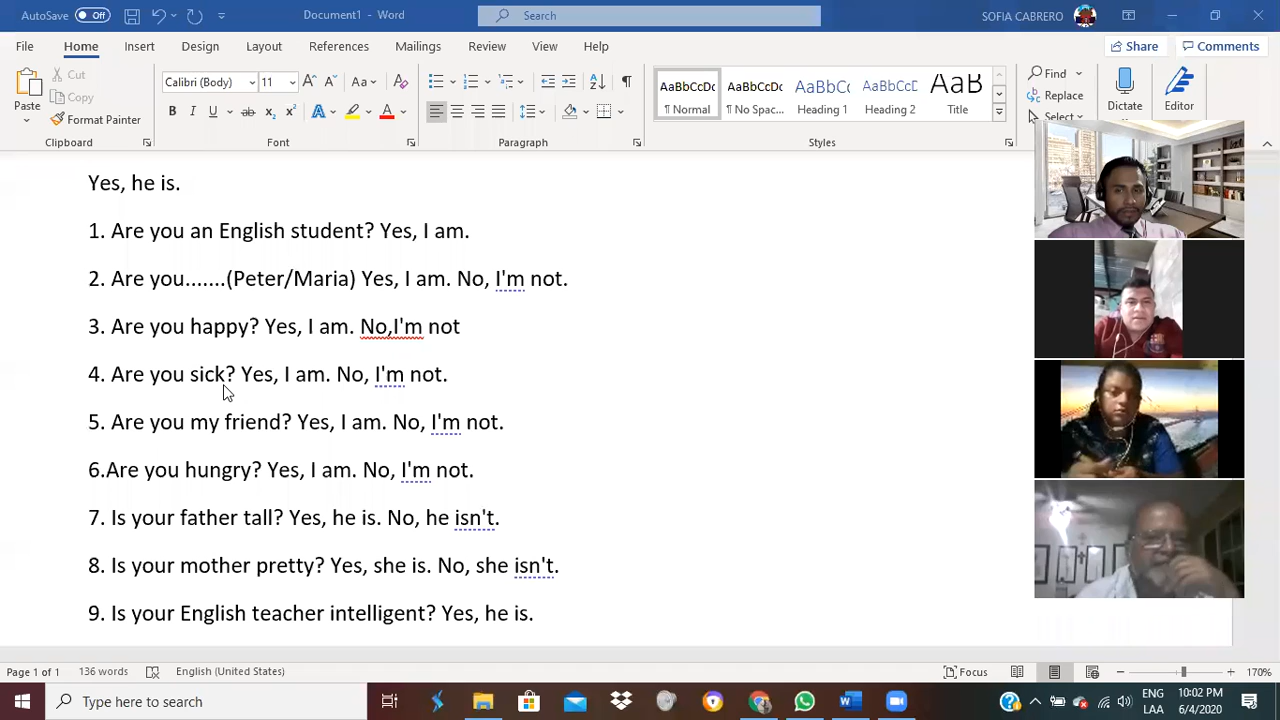 AutoSave Off Document1 - Word Search SOFIA CABRERO
File Home Insert Design Layout References Mailings Review View Help Share Comments
Paste Cut Copy Format Painter
Calibri (Body) 11
B I U ab x₂ x² A A
AaBbCcDc AaBbCcDc AaBbCc AaBbCcD AaB
¶ Normal ¶ No Spac... Heading 1 Heading 2 Title
Find Replace Select Dictate Editor
Clipboard Font Paragraph Styles
Yes, he is.
1. Are you an English student? Yes, I am.
2. Are you.......(Peter/Maria) Yes, I am. No, I'm not.
3. Are you happy? Yes, I am. No,I'm not
4. Are you sick? Yes, I am. No, I'm not.
5. Are you my friend? Yes, I am. No, I'm not.
6.Are you hungry? Yes, I am. No, I'm not.
7. Is your father tall? Yes, he is. No, he isn't.
8. Is your mother pretty? Yes, she is. No, she isn't.
9. Is your English teacher intelligent? Yes, he is.
Page 1 of 1 136 words English (United States) Focus 170%
Type here to search ENG LAA 10:02 PM 6/4/2020